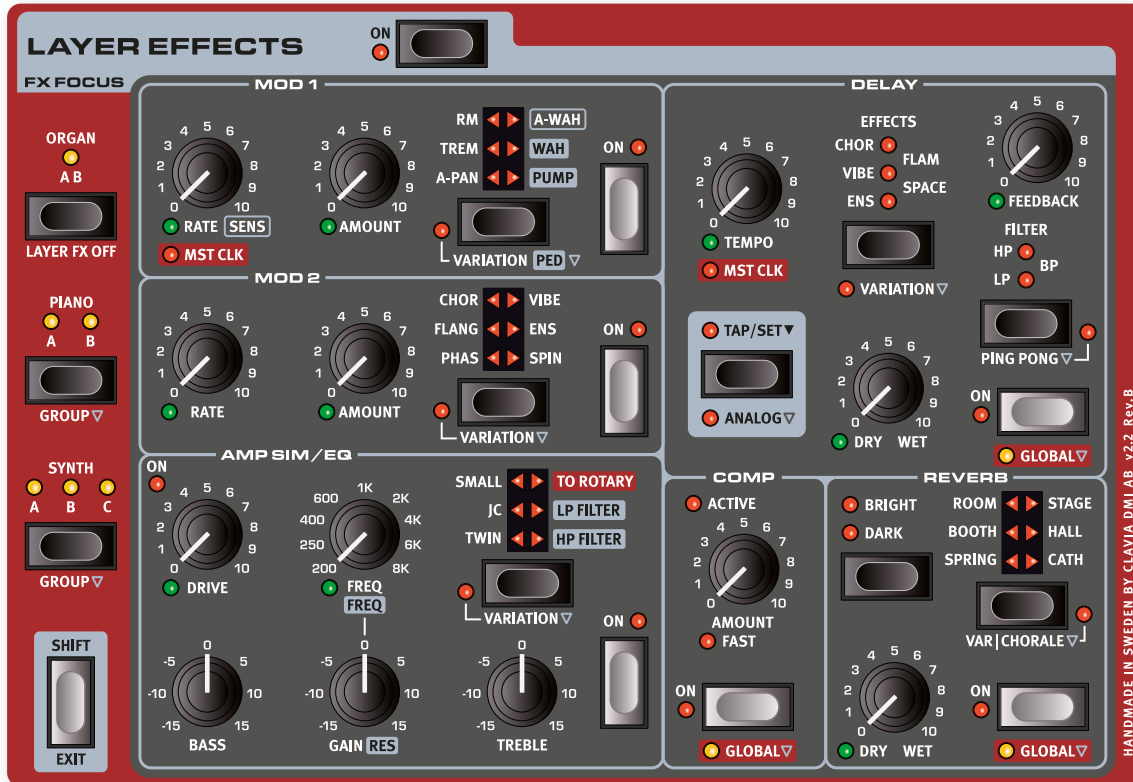 LAYER EFFECTS
ON
FX FOCUS
ORGAN
A B
LAYER FX OFF
PIANO
A B
GROUP ▽
SYNTH
A B C
GROUP ▽
SHIFT
EXIT
MOD 1
0 1 2 3 4 5 6 7 8 9 10
RATE SENS
MST CLK
0 1 2 3 4 5 6 7 8 9 10
AMOUNT
RM A-WAH
TREM WAH
A-PAN PUMP
VARIATION PED ▽
ON
MOD 2
0 1 2 3 4 5 6 7 8 9 10
RATE
0 1 2 3 4 5 6 7 8 9 10
AMOUNT
CHOR VIBE
FLANG ENS
PHAS SPIN
VARIATION ▽
ON
AMP SIM/EQ
ON
0 1 2 3 4 5 6 7 8 9 10
DRIVE
200 250 400 600 1K 2K 4K 6K 8K
FREQ
FREQ
SMALL TO ROTARY
JC LP FILTER
TWIN HP FILTER
VARIATION ▽
ON
-15 -10 -5 0 5 10 15
BASS
-15 -10 -5 0 5 10 15
GAIN RES
-15 -10 -5 0 5 10 15
TREBLE
DELAY
0 1 2 3 4 5 6 7 8 9 10
TEMPO
MST CLK
EFFECTS
CHOR
FLAM
VIBE
SPACE
ENS
VARIATION ▽
0 1 2 3 4 5 6 7 8 9 10
FEEDBACK
FILTER
HP
BP
LP
PING PONG ▽
TAP/SET ▼
ANALOG ▽
0 1 2 3 4 5 6 7 8 9 10
DRY WET
ON
GLOBAL ▽
COMP
ACTIVE
0 1 2 3 4 5 6 7 8 9 10
AMOUNT
FAST
ON
GLOBAL ▽
REVERB
BRIGHT
DARK
ROOM STAGE
BOOTH HALL
SPRING CATH
VAR | CHORALE ▽
0 1 2 3 4 5 6 7 8 9 10
DRY WET
ON
GLOBAL ▽
HANDMADE IN SWEDEN BY CLAVIA DMI AB v2.2 Rev.B